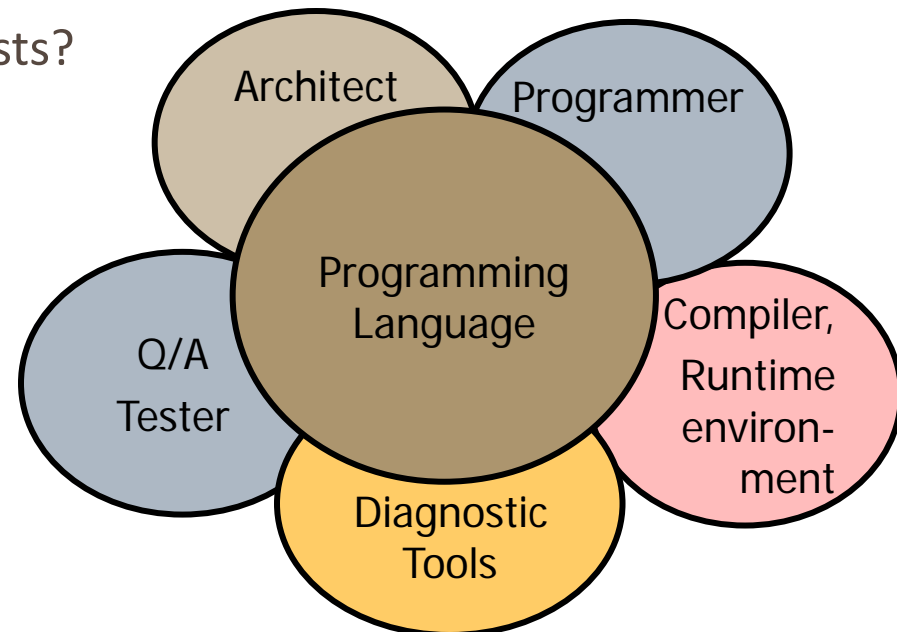 sts?
Architect
Programmer
Programming
Language
Compiler,
Runtime
environ-
ment
Q/A
Tester
Diagnostic
Tools